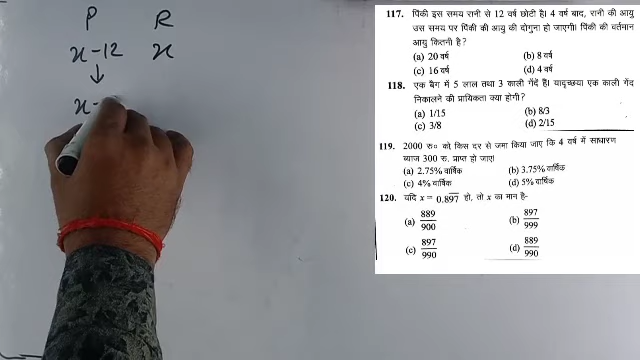 P R
x-12 x
↓
x-
117. पिंकी इस समय रानी से 12 वर्ष छोटी है। 4 वर्ष बाद, रानी की आयु
उस समय पर पिंकी की आयु की दोगुना हो जाएगी। पिंकी की वर्तमान
आयु कितनी है ?
(a) 20 वर्ष (b) 8 वर्ष
(c) 16 वर्ष (d) 4 वर्ष
118. एक बैग में 5 लाल तथा 3 काली गेंदें हैं। यादृच्छया एक काली गेंद
निकालने की प्रायिकता क्या होगी?
(a) 1/15 (b) 8/3
(c) 3/8 (d) 2/15
119. 2000 रु० को किस दर से जमा किया जाए कि 4 वर्ष में साधारण
ब्याज 300 रु. प्राप्त हो जाए।
(a) 2.75% वार्षिक (b) 3.75% वार्षिक
(c) 4% वार्षिक (d) 5% वार्षिक
120. यदि x = 0.8\overline{97} हो, तो x का मान है-
(a) 889/900 (b) 897/999
(c) 897/990 (d) 889/990